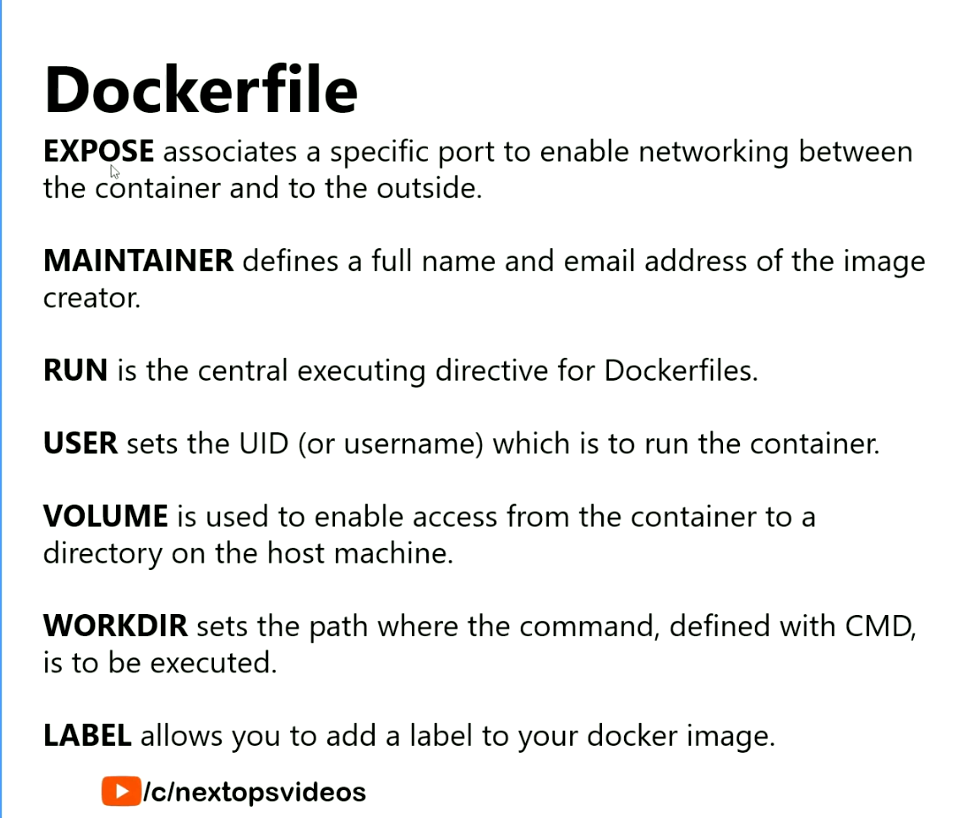 Dockerfile
EXPOSE associates a specific port to enable networking between
the container and to the outside.
MAINTAINER defines a full name and email address of the image
creator.
RUN is the central executing directive for Dockerfiles.
USER sets the UID (or username) which is to run the container.
VOLUME is used to enable access from the container to a
directory on the host machine.
WORKDIR sets the path where the command, defined with CMD,
is to be executed.
LABEL allows you to add a label to your docker image.
/c/nextopsvideos